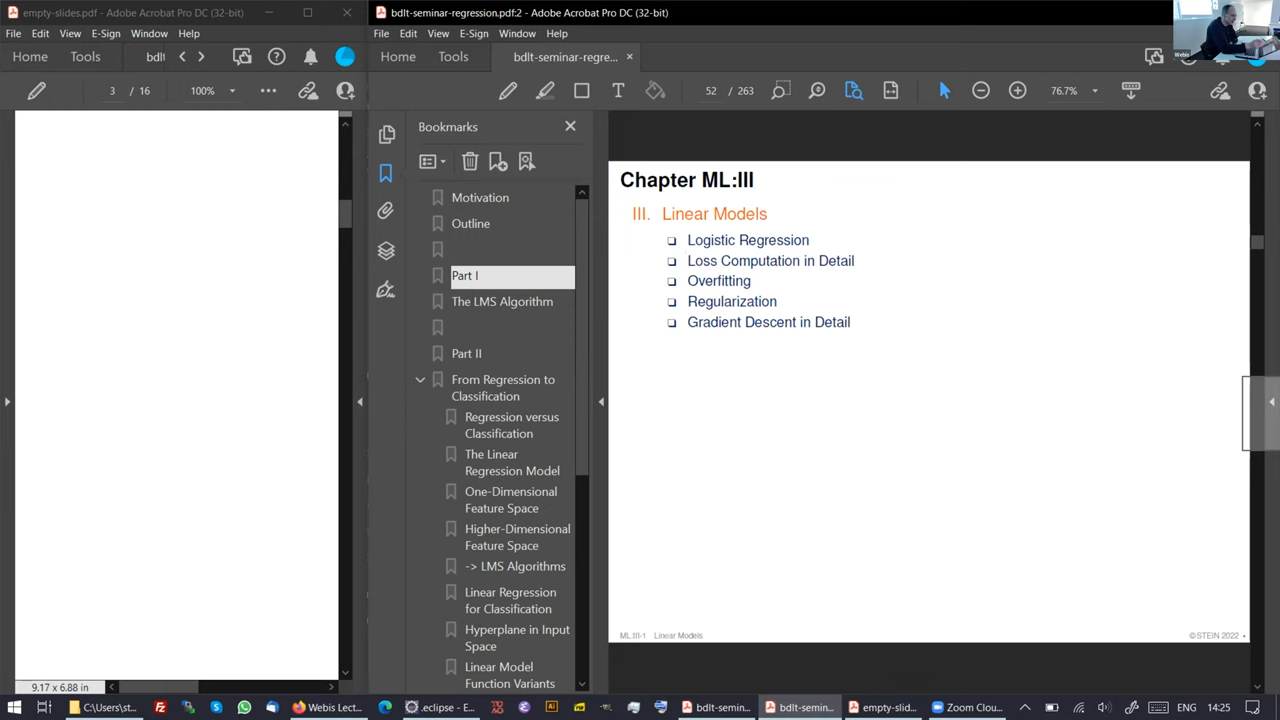 empty-slides.pdf - Adobe Acrobat Pro DC (32-bit)
File Edit View E-Sign Window Help
Home Tools bdlt
3 / 16 100%
9.17 x 6.88 in
bdlt-seminar-regression.pdf:2 - Adobe Acrobat Pro DC (32-bit)
File Edit View E-Sign Window Help
Home Tools bdlt-seminar-regre...
52 / 263 76.7%
Bookmarks
Motivation
Outline
Part I
The LMS Algorithm
Part II
From Regression to
Classification
Regression versus
Classification
The Linear
Regression Model
One-Dimensional
Feature Space
Higher-Dimensional
Feature Space
-> LMS Algorithms
Linear Regression
for Classification
Hyperplane in Input
Space
Linear Model
Function Variants
Chapter ML:III
III. Linear Models
Logistic Regression
Loss Computation in Detail
Overfitting
Regularization
Gradient Descent in Detail
ML:III-1 Linear Models
©STEIN 2022
Webis
C:\Users\st...
Webis Lect...
.eclipse - E...
bdlt-semin...
bdlt-semin...
empty-slid...
Zoom Clou...
ENG
14:25